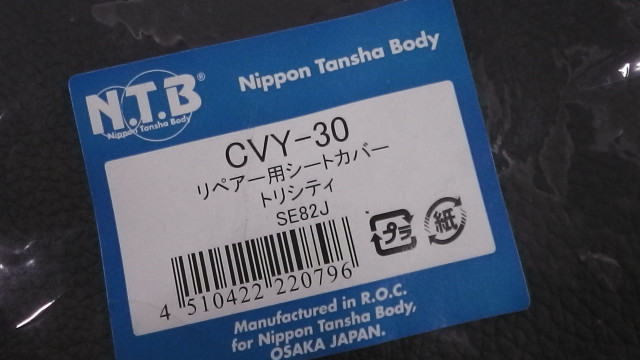 N.T.B®
Nippon Tansha Body
Nippon Tansha Body
CVY-30
リペアー用シートカバー
トリシティ
SE82J
プラ
紙
4 510422 220796
Manufactured in R.O.C.
for Nippon Tansha Body,
OSAKA JAPAN.